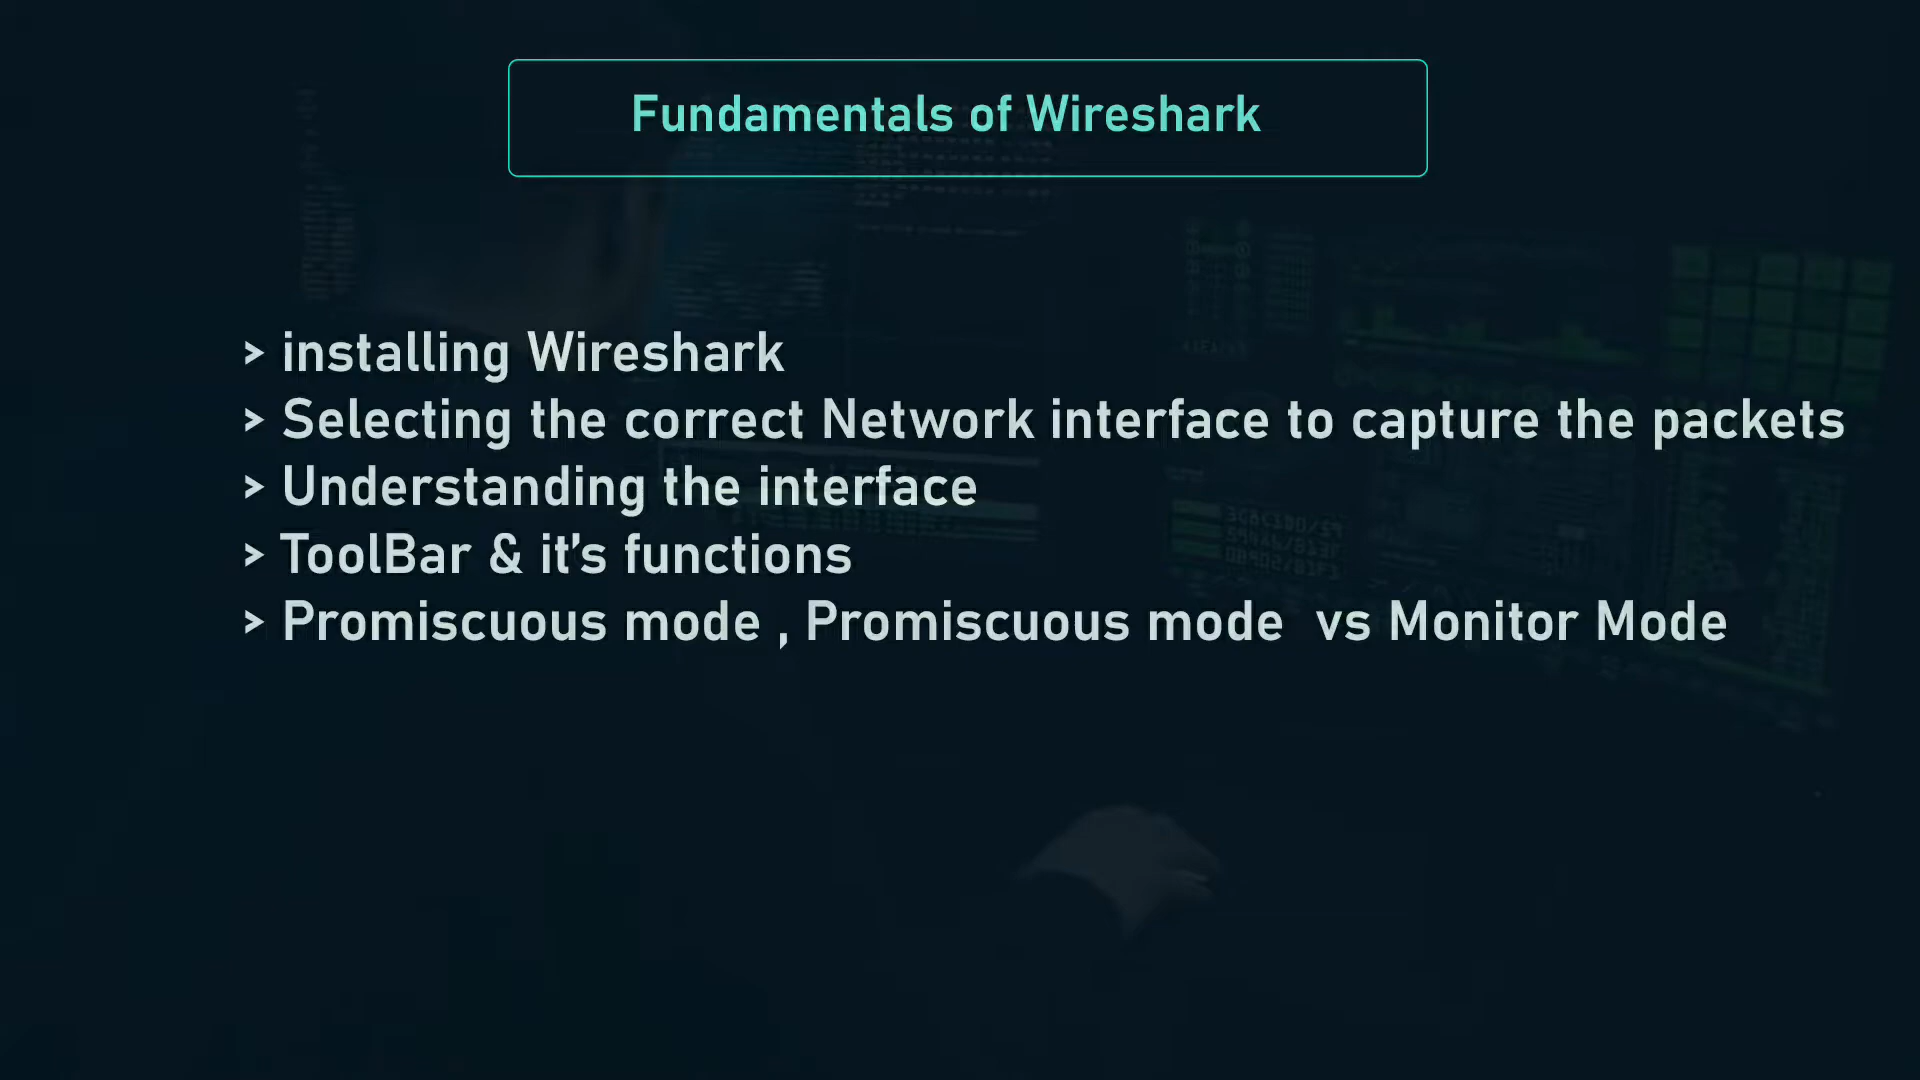 Fundamentals of Wireshark
> installing Wireshark
> Selecting the correct Network interface to capture the packets
> Understanding the interface
> ToolBar & it’s functions
> Promiscuous mode , Promiscuous mode  vs Monitor Mode